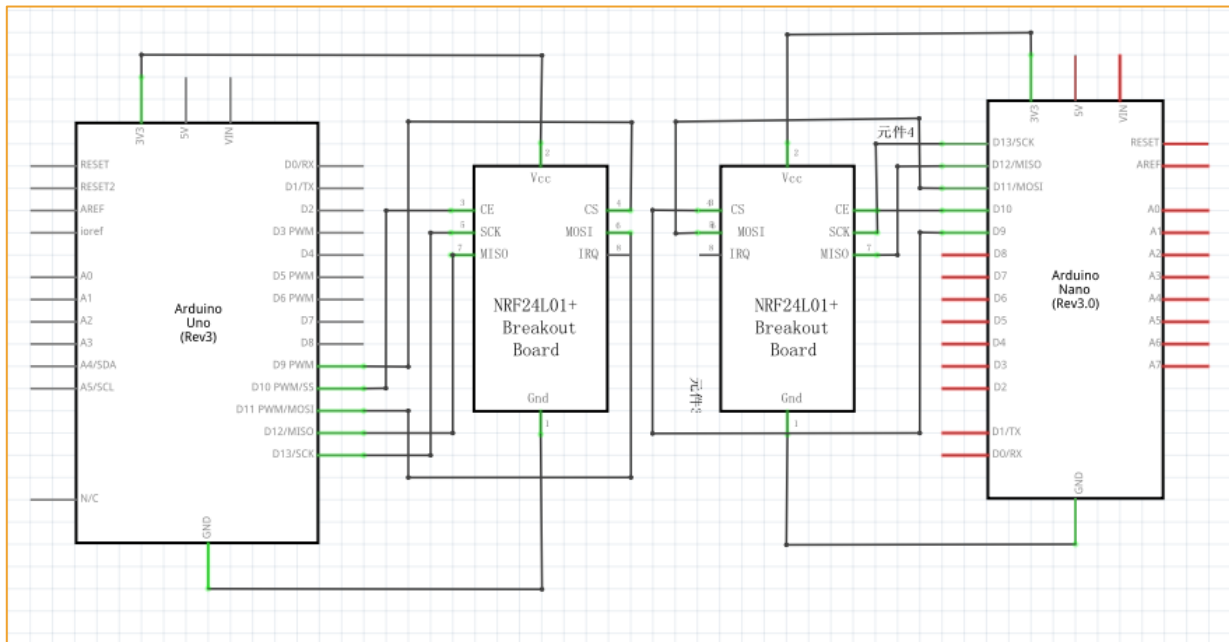 3V3
5V
VIN
RESET
RESET2
AREF
ioref
A0
A1
A2
A3
A4/SDA
A5/SCL
N/C
D0/RX
D1/TX
D2
D3 PWM
D4
D5 PWM
D6 PWM
D7
D8
D9 PWM
D10 PWM/SS
D11 PWM/MOSI
D12/MISO
D13/SCK
Arduino
Uno
(Rev3)
GND
2
Vcc
3
CE
CS
4
5
SCK
MOSI
6
7
MISO
IRQ
8
NRF24L01+
Breakout
Board
Gnd
1
2
Vcc
CS
CE
MOSI
SCK
8
IRQ
MISO
7
NRF24L01+
Breakout
Board
Gnd
1
元件4
3V3
5V
VIN
D13/SCK
D12/MISO
D11/MOSI
D10
D9
D8
D7
D6
D5
D4
D3
D2
D1/TX
D0/RX
RESET
AREF
A0
A1
A2
A3
A4
A5
A6
A7
Arduino
Nano
(Rev3.0)
GND